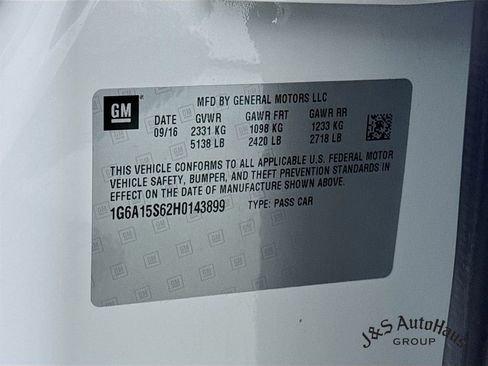 GM
MFD BY GENERAL MOTORS LLC
DATE GVWR GAWR FRT GAWR RR
09/16 2331 KG 1098 KG 1233 KG
5138 LB 2420 LB 2718 LB
THIS VEHICLE CONFORMS TO ALL APPLICABLE U.S. FEDERAL MOTOR
VEHICLE SAFETY, BUMPER, AND THEFT PREVENTION STANDARDS IN
EFFECT ON THE DATE OF MANUFACTURE SHOWN ABOVE.
1G6A15S62H0143899 TYPE: PASS CAR
J&S AutoHaus
GROUP